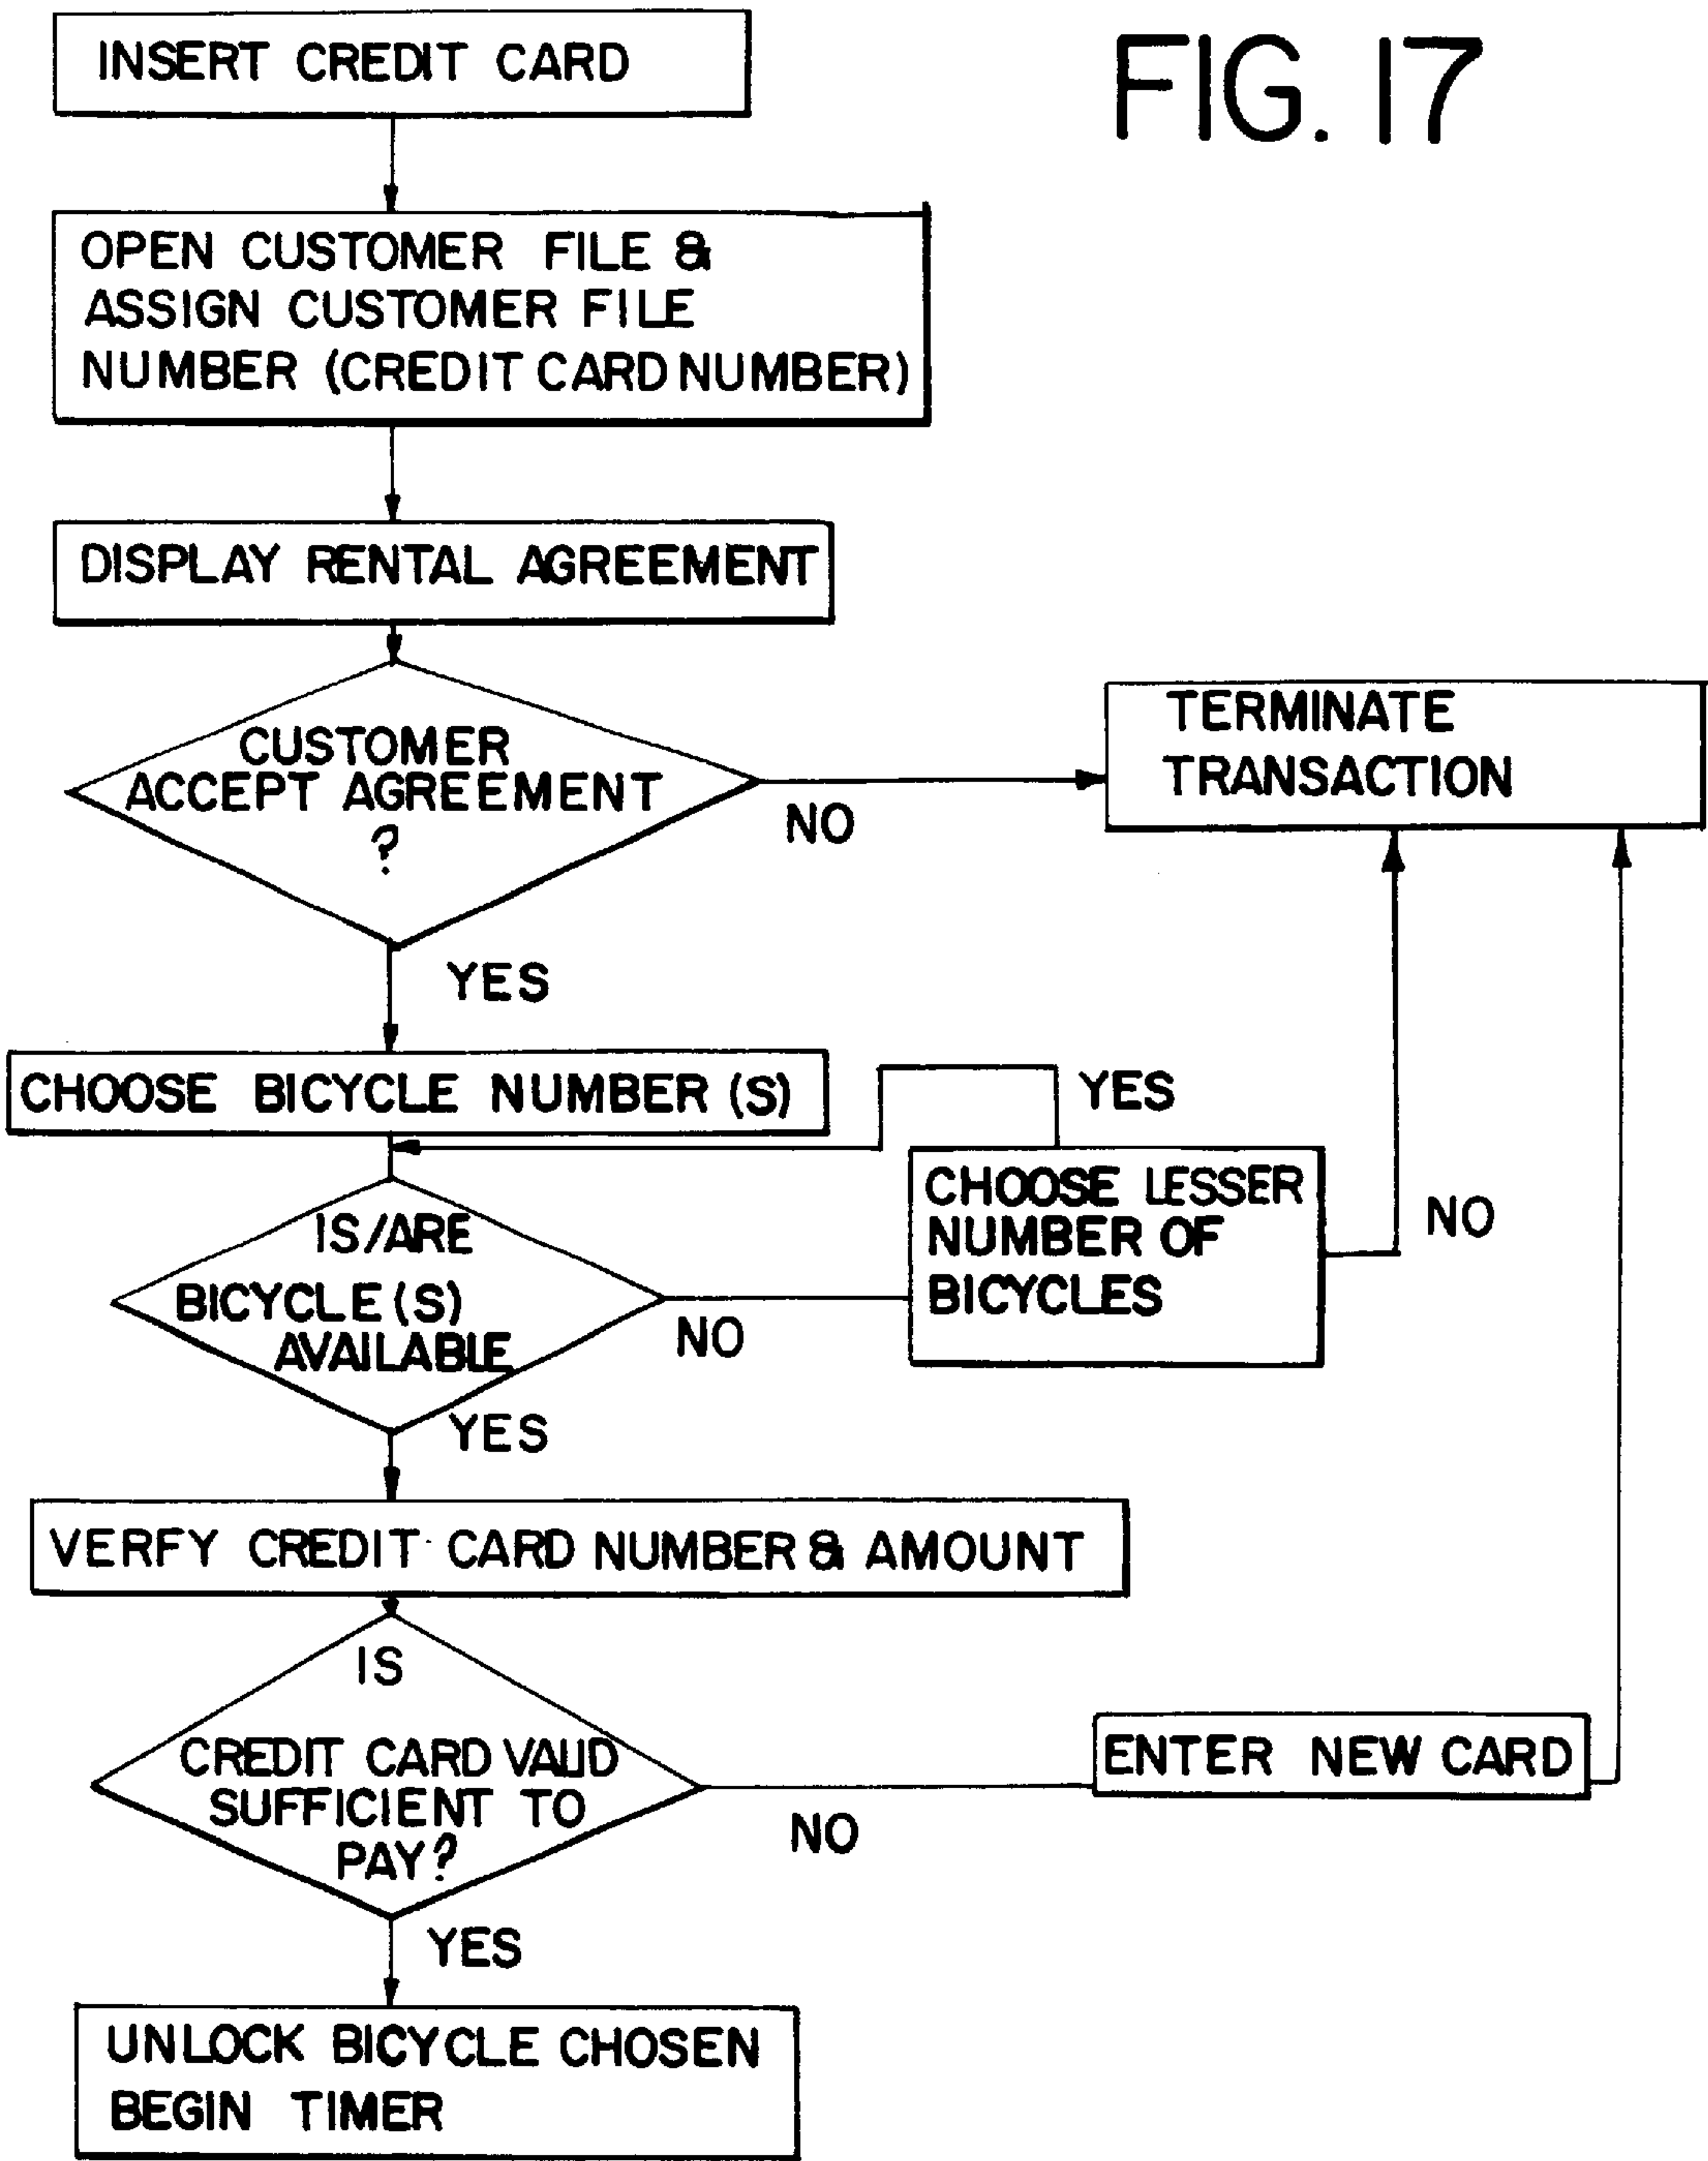 FIG. 17
INSERT CREDIT CARD
OPEN CUSTOMER FILE &
ASSIGN CUSTOMER FILE
NUMBER (CREDIT CARD NUMBER)
DISPLAY RENTAL AGREEMENT
CUSTOMER
ACCEPT AGREEMENT
?
NO
TERMINATE
TRANSACTION
YES
CHOOSE BICYCLE NUMBER (S)
YES
CHOOSE LESSER
NUMBER OF
BICYCLES
NO
IS/ARE
BICYCLE(S)
AVAILABLE
NO
YES
VERFY CREDIT CARD NUMBER & AMOUNT
IS
CREDIT CARD VALID
SUFFICIENT TO
PAY?
NO
ENTER NEW CARD
YES
UNLOCK BICYCLE CHOSEN
BEGIN TIMER